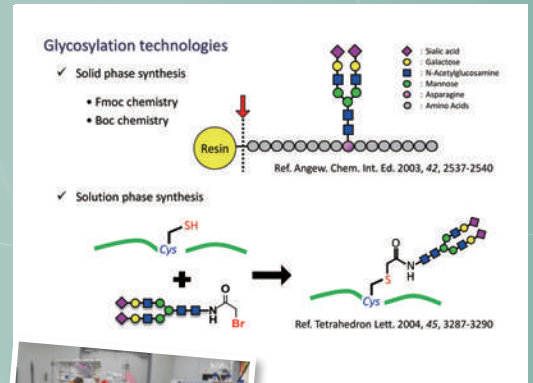 Glycosylation technologies
✓ Solid phase synthesis
• Fmoc chemistry
• Boc chemistry
: Sialic acid
: Galactose
: N-Acetylglucosamine
: Mannose
: Asparagine
: Amino Acids
Resin
Ref. Angew. Chem. Int. Ed. 2003, 42, 2537-2540
✓ Solution phase synthesis
SH
Cys
+
O
N
H
Br
O
N
H
S
Cys
Ref. Tetrahedron Lett. 2004, 45, 3287-3290